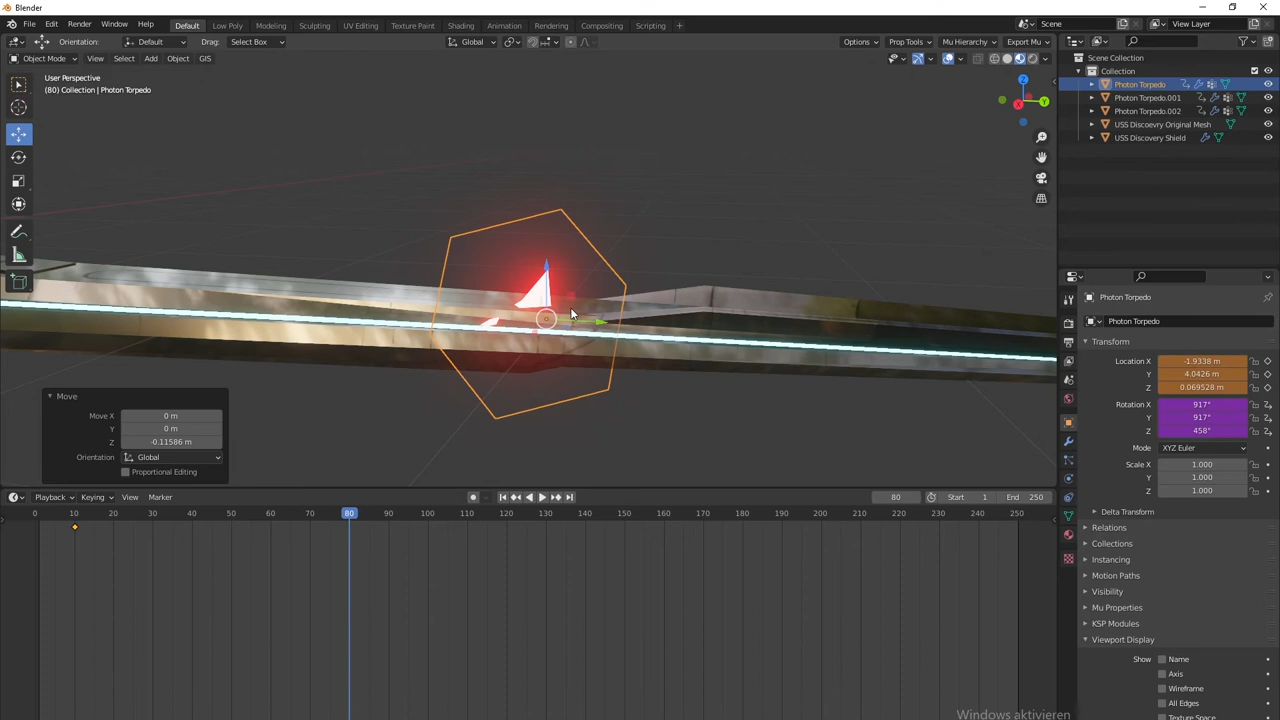 Blender
File Edit Render Window Help Default Low Poly Modeling Sculpting UV Editing Texture Paint Shading Animation Rendering Compositing Scripting + Scene View Layer
Orientation: Default Drag: Select Box Global Options Prop Tools Mu Hierarchy Export Mu
Object Mode View Select Add Object GIS
User Perspective
(80) Collection | Photon Torpedo
Z
Y
X
Scene Collection
Collection
Photon Torpedo
Photon Torpedo.001
Photon Torpedo.002
USS Discoevry Original Mesh
USS Discovery Shield
Photon Torpedo
Photon Torpedo
Transform
Location X -1.9338 m
Y 4.0426 m
Z 0.069528 m
Rotation X 917°
Y 917°
Z 458°
Mode XYZ Euler
Scale X 1.000
Y 1.000
Z 1.000
Delta Transform
Relations
Collections
Instancing
Motion Paths
Visibility
Mu Properties
KSP Modules
Viewport Display
Show Name
Axis
Wireframe
All Edges
Texture Space
Move
Move X 0 m
Y 0 m
Z -0.11586 m
Orientation Global
Proportional Editing
Playback Keying View Marker 80 Start 1 End 250
0 10 20 30 40 50 60 70 80 90 100 110 120 130 140 150 160 170 180 190 200 210 220 230 240 250
Windows aktivieren